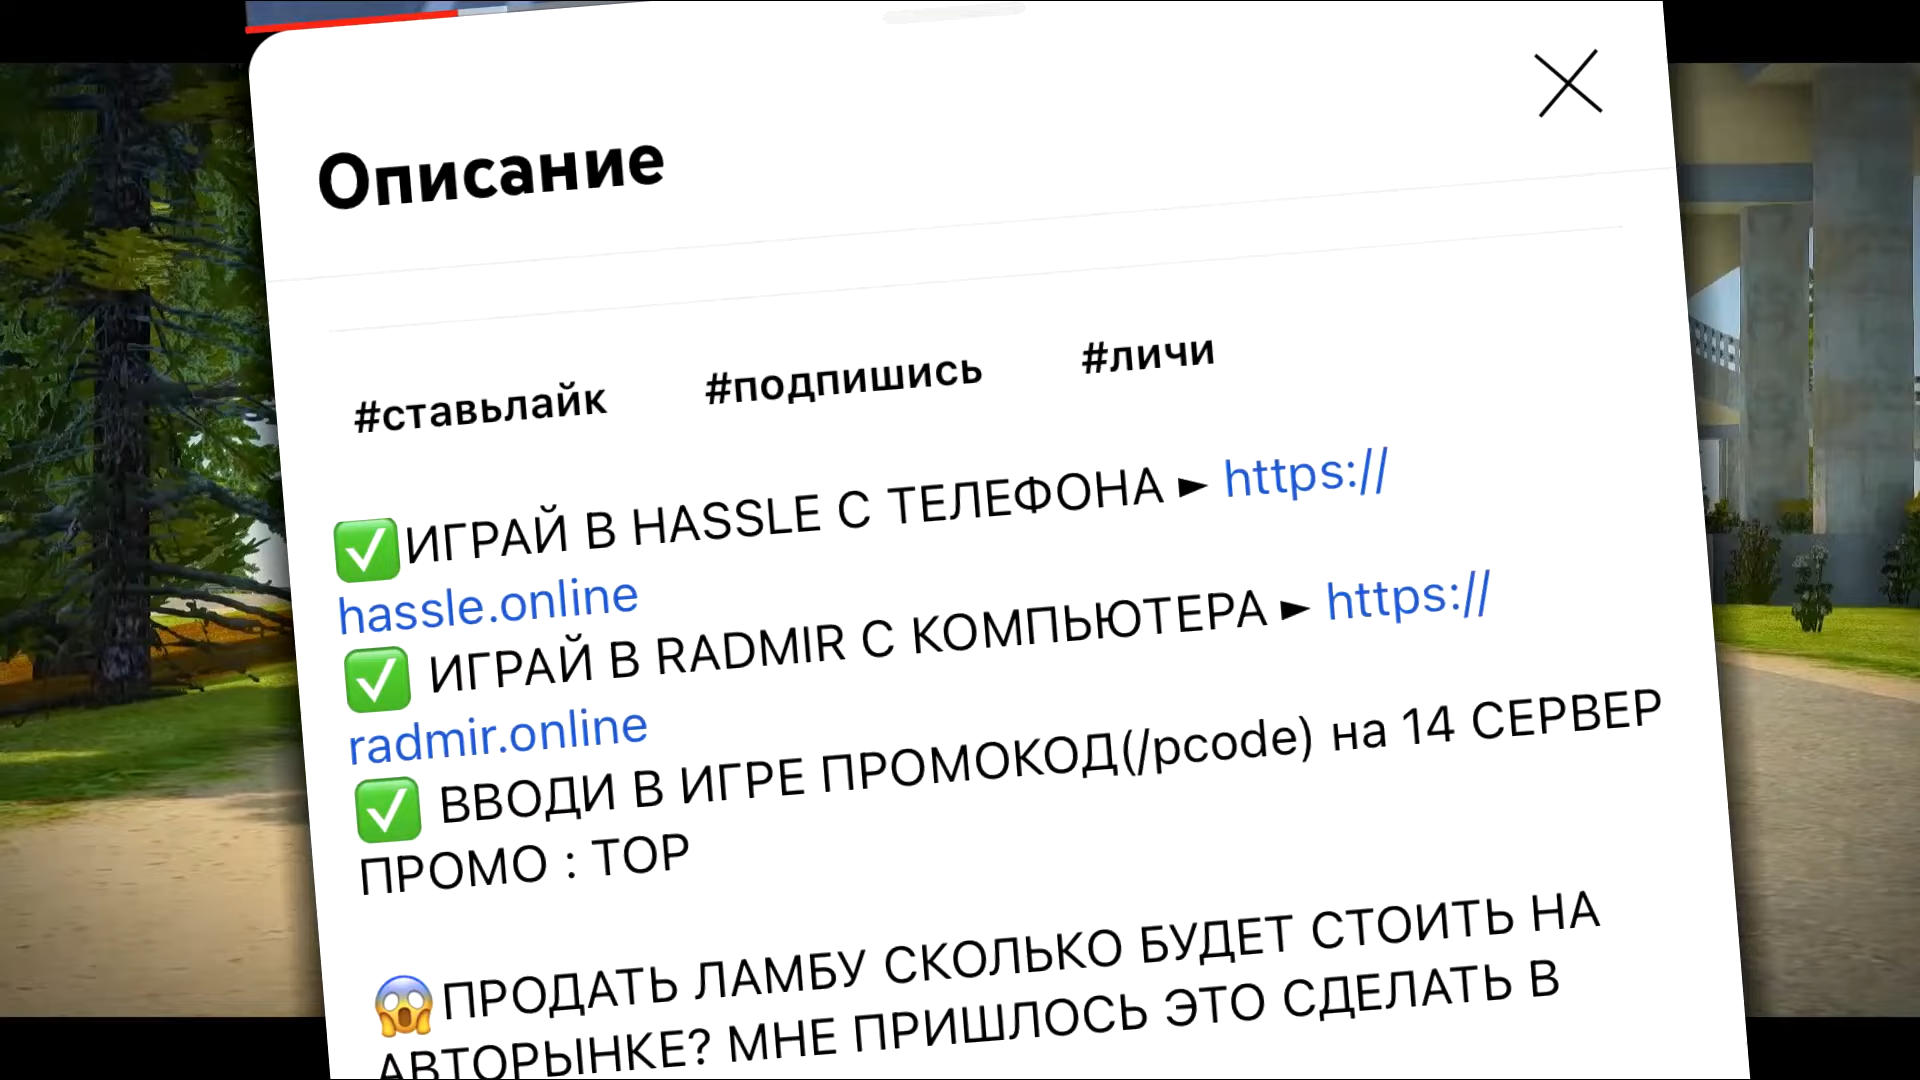 Описание
#ставьлайк #подпишись #личи
✅ИГРАЙ В HASSLE С ТЕЛЕФОНА ► https://
hassle.online
✅ ИГРАЙ В RADMIR С КОМПЬЮТЕРА ► https://
radmir.online
✅ ВВОДИ В ИГРЕ ПРОМОКОД(/pcode) на 14 СЕРВЕР
ПРОМО : TOP
😱ПРОДАТЬ ЛАМБУ СКОЛЬКО БУДЕТ СТОИТЬ НА
АВТОРЫНКЕ? МНЕ ПРИШЛОСЬ ЭТО СДЕЛАТЬ В